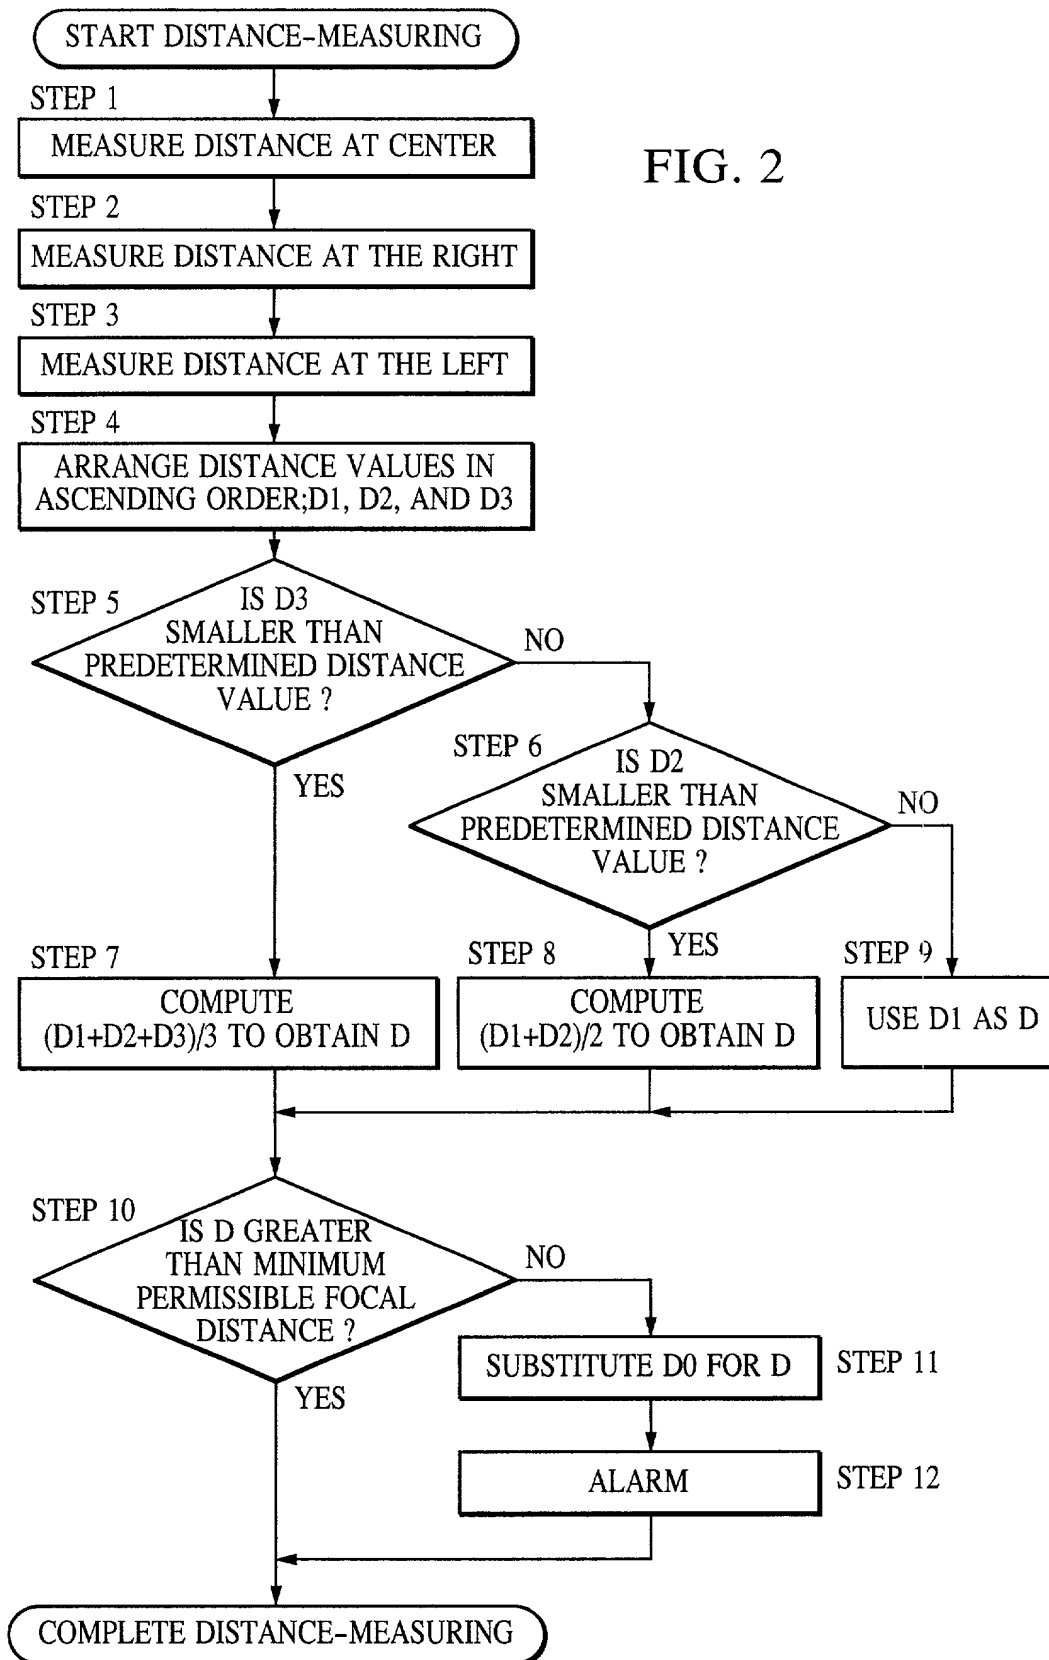 START DISTANCE-MEASURING
STEP 1
MEASURE DISTANCE AT CENTER
FIG. 2
STEP 2
MEASURE DISTANCE AT THE RIGHT
STEP 3
MEASURE DISTANCE AT THE LEFT
STEP 4
ARRANGE DISTANCE VALUES IN
ASCENDING ORDER;D1, D2, AND D3
STEP 5
IS D3
SMALLER THAN
PREDETERMINED DISTANCE
VALUE ?
NO
YES
STEP 6
IS D2
SMALLER THAN
PREDETERMINED DISTANCE
VALUE ?
NO
YES
STEP 7
COMPUTE
(D1+D2+D3)/3 TO OBTAIN D
STEP 8
COMPUTE
(D1+D2)/2 TO OBTAIN D
STEP 9
USE D1 AS D
STEP 10
IS D GREATER
THAN MINIMUM
PERMISSIBLE FOCAL
DISTANCE ?
NO
YES
SUBSTITUTE D0 FOR D
STEP 11
ALARM
STEP 12
COMPLETE DISTANCE-MEASURING